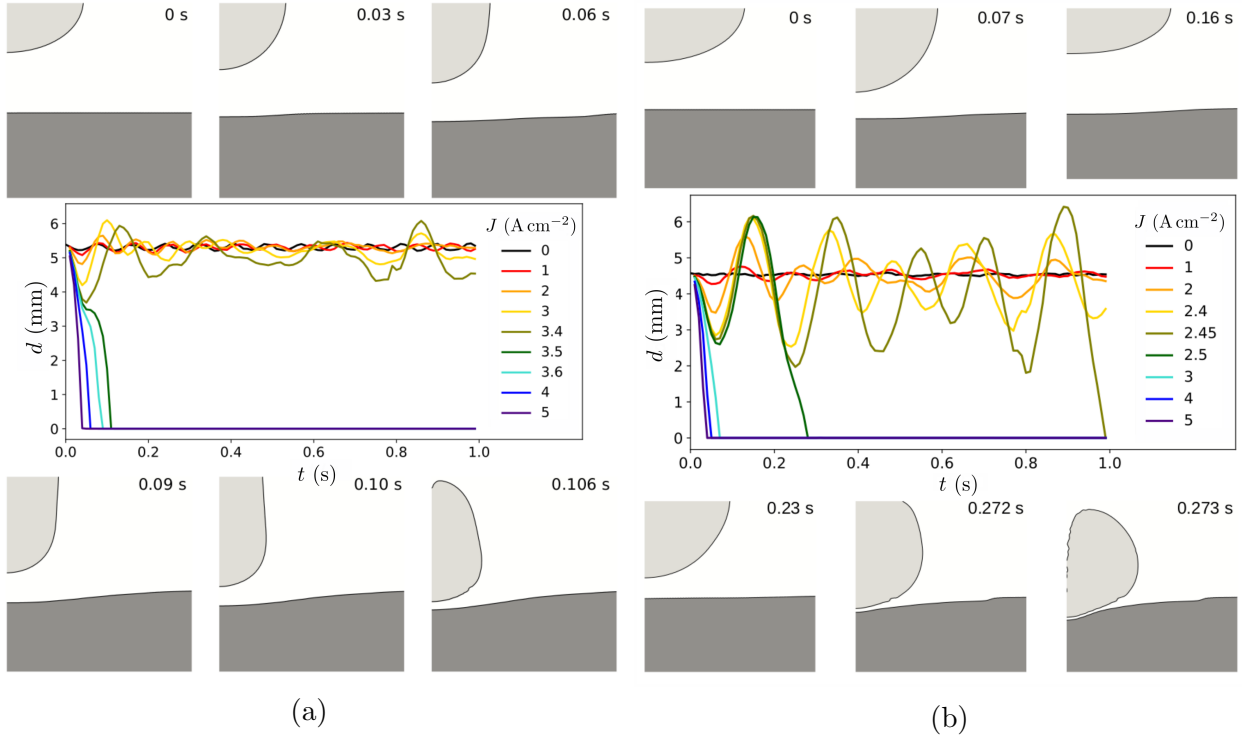 0 s
0.03 s
0.06 s
6
5
4
3
2
1
0
d (mm)
0.0
0.2
0.4
0.6
0.8
1.0
t (s)
J (A cm⁻²)
0
1
2
3
3.4
3.5
3.6
4
5
0.09 s
0.10 s
0.106 s
(a)
0 s
0.07 s
0.16 s
6
5
4
3
2
1
0
d (mm)
0.0
0.2
0.4
0.6
0.8
1.0
t (s)
J (A cm⁻²)
0
1
2
2.4
2.45
2.5
3
4
5
0.23 s
0.272 s
0.273 s
(b)